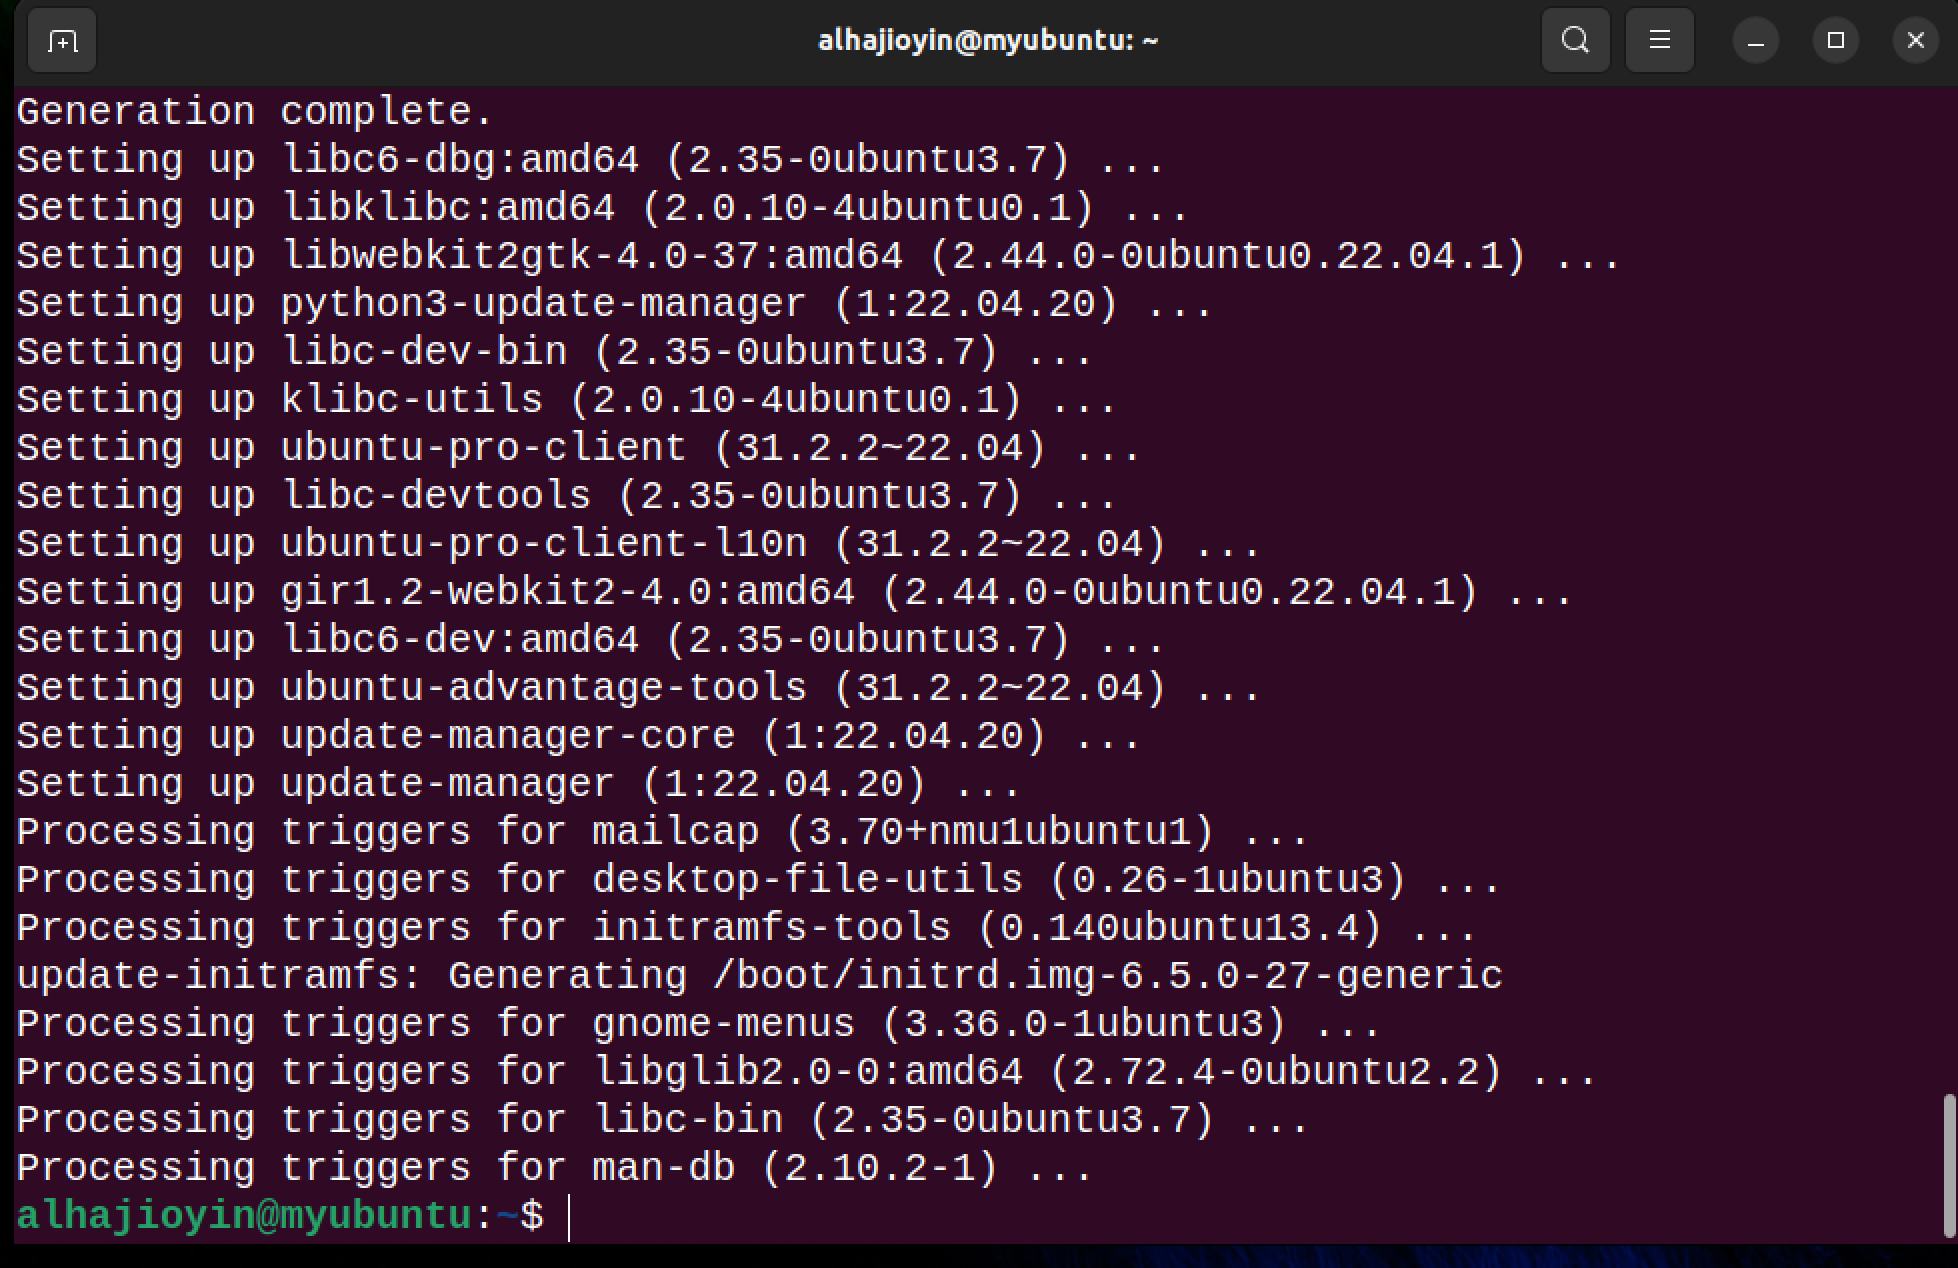 alhajioyin@myubuntu: ~
Generation complete.
Setting up libc6-dbg:amd64 (2.35-0ubuntu3.7) ...
Setting up libklibc:amd64 (2.0.10-4ubuntu0.1) ...
Setting up libwebkit2gtk-4.0-37:amd64 (2.44.0-0ubuntu0.22.04.1) ...
Setting up python3-update-manager (1:22.04.20) ...
Setting up libc-dev-bin (2.35-0ubuntu3.7) ...
Setting up klibc-utils (2.0.10-4ubuntu0.1) ...
Setting up ubuntu-pro-client (31.2.2~22.04) ...
Setting up libc-devtools (2.35-0ubuntu3.7) ...
Setting up ubuntu-pro-client-l10n (31.2.2~22.04) ...
Setting up gir1.2-webkit2-4.0:amd64 (2.44.0-0ubuntu0.22.04.1) ...
Setting up libc6-dev:amd64 (2.35-0ubuntu3.7) ...
Setting up ubuntu-advantage-tools (31.2.2~22.04) ...
Setting up update-manager-core (1:22.04.20) ...
Setting up update-manager (1:22.04.20) ...
Processing triggers for mailcap (3.70+nmu1ubuntu1) ...
Processing triggers for desktop-file-utils (0.26-1ubuntu3) ...
Processing triggers for initramfs-tools (0.140ubuntu13.4) ...
update-initramfs: Generating /boot/initrd.img-6.5.0-27-generic
Processing triggers for gnome-menus (3.36.0-1ubuntu3) ...
Processing triggers for libglib2.0-0:amd64 (2.72.4-0ubuntu2.2) ...
Processing triggers for libc-bin (2.35-0ubuntu3.7) ...
Processing triggers for man-db (2.10.2-1) ...
alhajioyin@myubuntu:~$